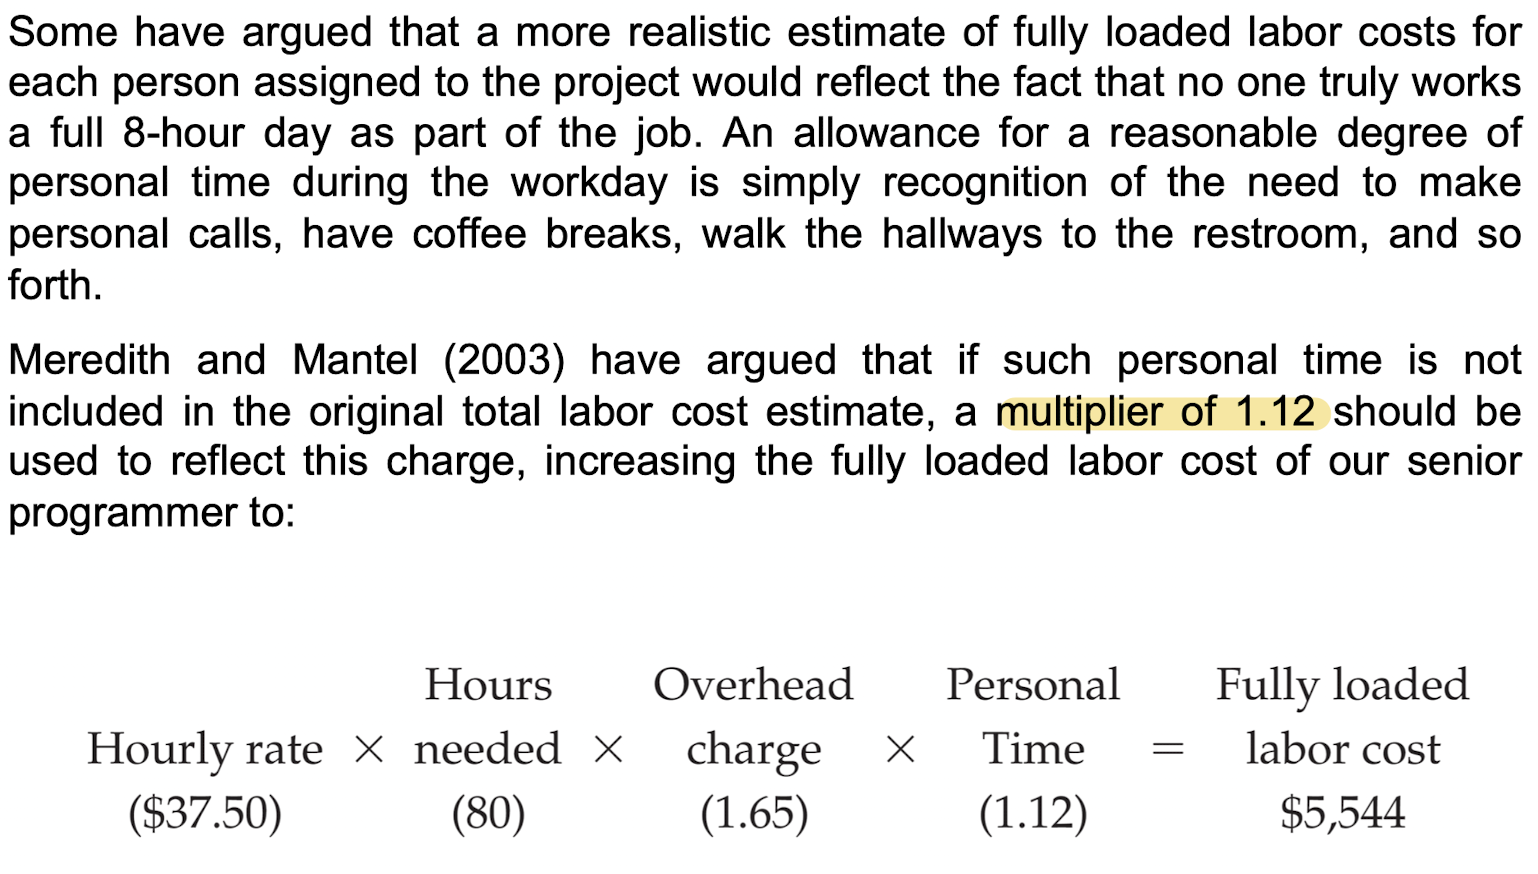 Some have argued that a more realistic estimate of fully loaded labor costs for
each person assigned to the project would reflect the fact that no one truly works
a full 8-hour day as part of the job. An allowance for a reasonable degree of
personal time during the workday is simply recognition of the need to make
personal calls, have coffee breaks, walk the hallways to the restroom, and so
forth.
Meredith and Mantel (2003) have argued that if such personal time is not
included in the original total labor cost estimate, a multiplier of 1.12 should be
used to reflect this charge, increasing the fully loaded labor cost of our senior
programmer to:
Hours Overhead Personal Fully loaded
Hourly rate × needed × charge × Time = labor cost
($37.50) (80) (1.65) (1.12) $5,544